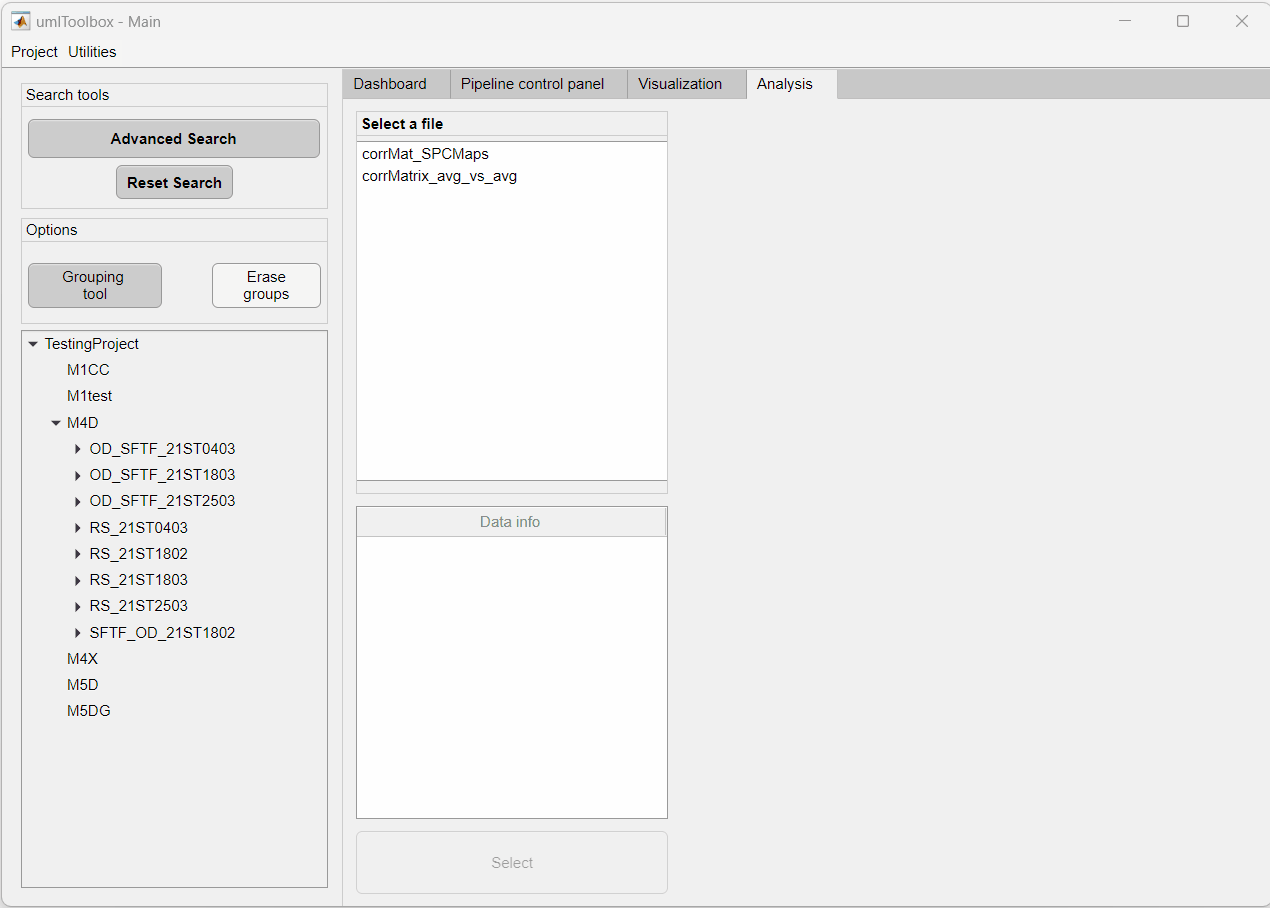 umIToolbox - Main
Project Utilities
Search tools
Advanced Search
Reset Search
Options
Grouping
tool
Erase
groups
TestingProject
M1CC
M1test
M4D
OD_SFTF_21ST0403
OD_SFTF_21ST1803
OD_SFTF_21ST2503
RS_21ST0403
RS_21ST1802
RS_21ST1803
RS_21ST2503
SFTF_OD_21ST1802
M4X
M5D
M5DG
Dashboard Pipeline control panel Visualization Analysis
Select a file
corrMat_SPCMaps
corrMatrix_avg_vs_avg
Data info
Select